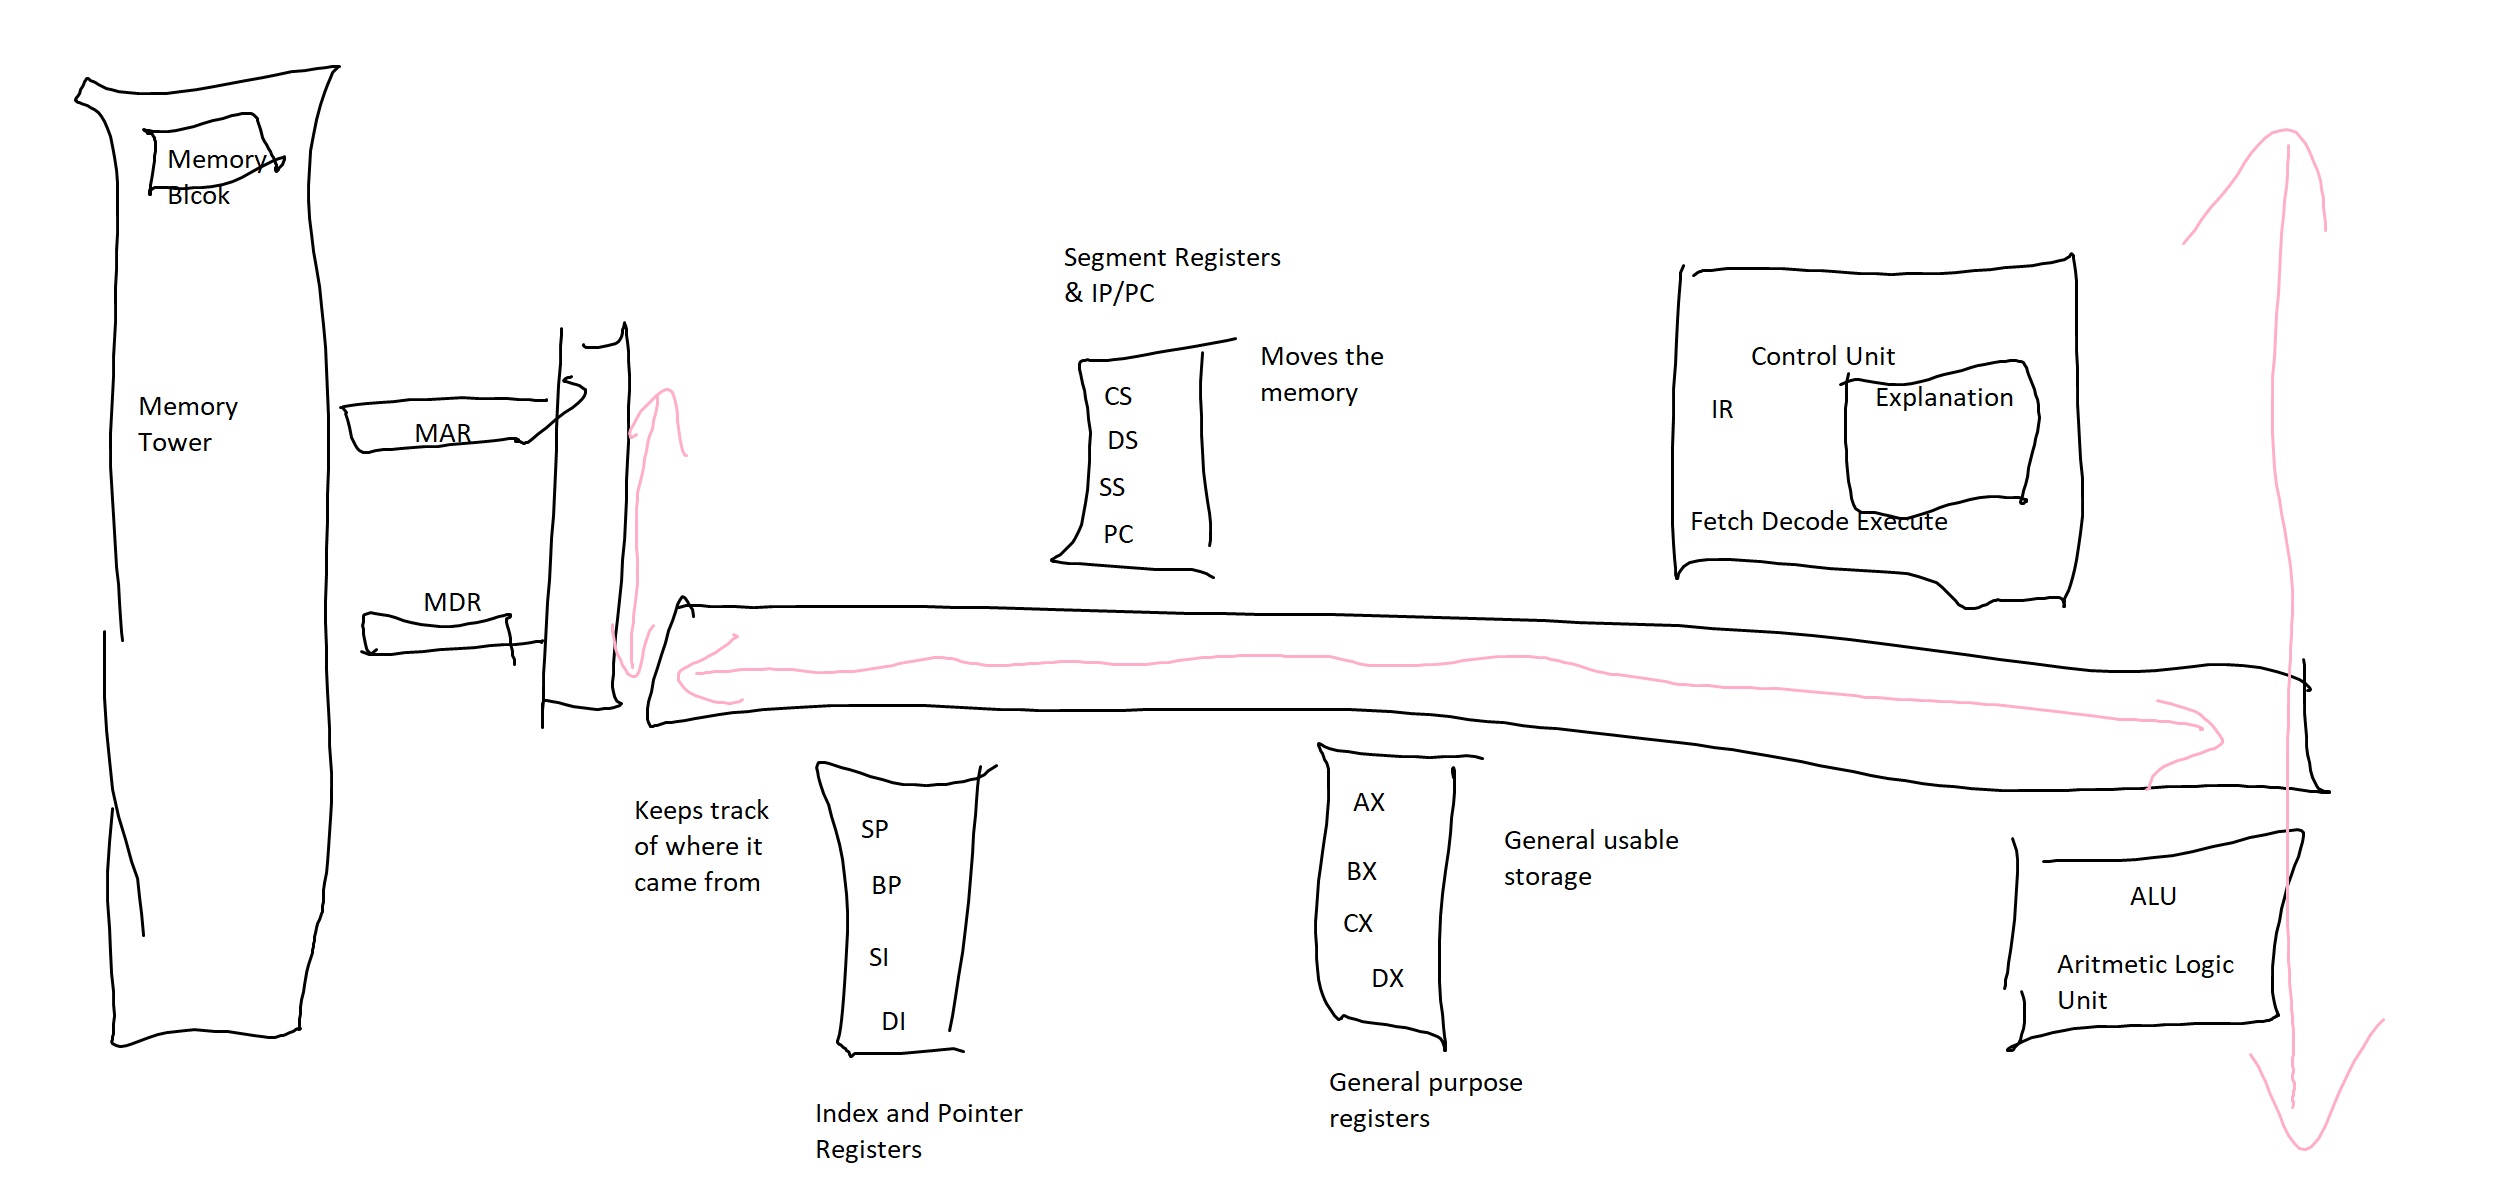 Memory
Blcok
Memory
Tower
MAR
MDR
Segment Registers
& IP/PC
CS
DS
SS
PC
Moves the
memory
Control Unit
IR
Explanation
Fetch Decode Execute
Keeps track
of where it
came from
SP
BP
SI
DI
Index and Pointer
Registers
AX
BX
CX
DX
General usable
storage
General purpose
registers
ALU
Aritmetic Logic
Unit